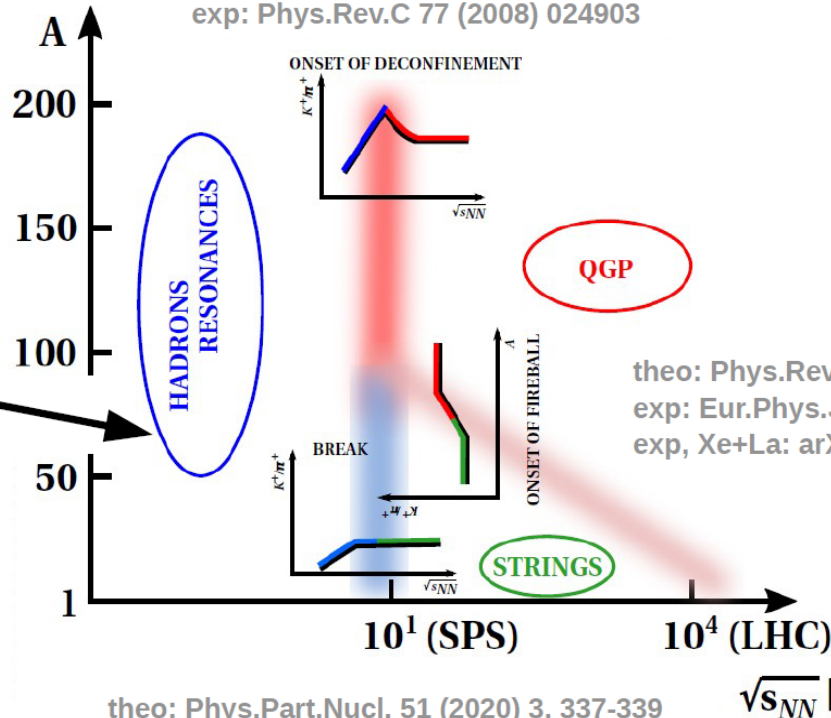 exp: Phys.Rev.C 77 (2008) 024903
A
ONSET OF DECONFINEMENT
200
K⁺/π⁺
√sNN
150
HADRONS
RESONANCES
QGP
100
A
ONSET OF FIREBALL
theo: Phys.Rev
exp: Eur.Phys.
exp, Xe+La: arX
BREAK
50
K⁺/π⁺
K⁺/π⁺
STRINGS
√sNN
1
10¹ (SPS)
10⁴ (LHC)
√sNN
theo: Phys.Part.Nucl. 51 (2020) 3, 337-339